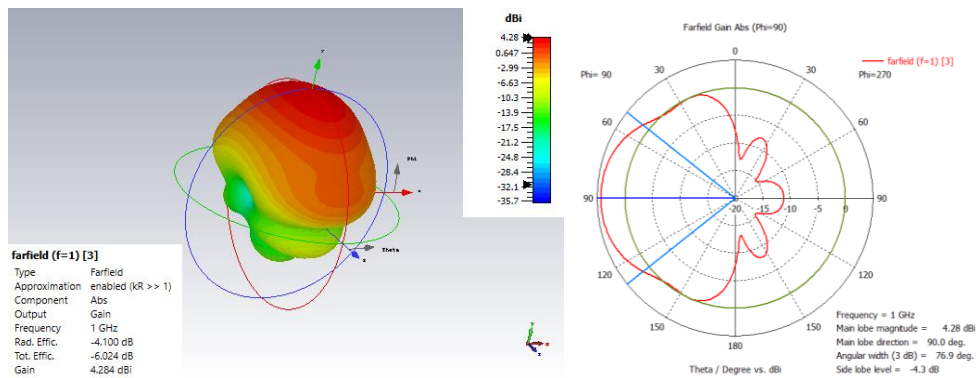 dBi
4.28
0.647
-2.99
-6.63
-10.3
-13.9
-17.5
-21.2
-24.8
-28.4
-32.1
-35.7
y
Phi
x
Theta
z
farfield (f=1) [3]
Type Farfield
Approximation enabled (kR >> 1)
Component Abs
Output Gain
Frequency 1 GHz
Rad. Effic. -4.100 dB
Tot. Effic. -6.024 dB
Gain 4.284 dBi
Farfield Gain Abs (Phi=90)
0
30 30
Phi= 90 Phi=270
farfield (f=1) [3]
60 60
90 -20 -15 -10 -5 0 90
120 120
150 150
180
Theta / Degree vs. dBi
Frequency = 1 GHz
Main lobe magnitude = 4.28 dBi
Main lobe direction = 90.0 deg.
Angular width (3 dB) = 76.9 deg.
Side lobe level = -4.3 dB